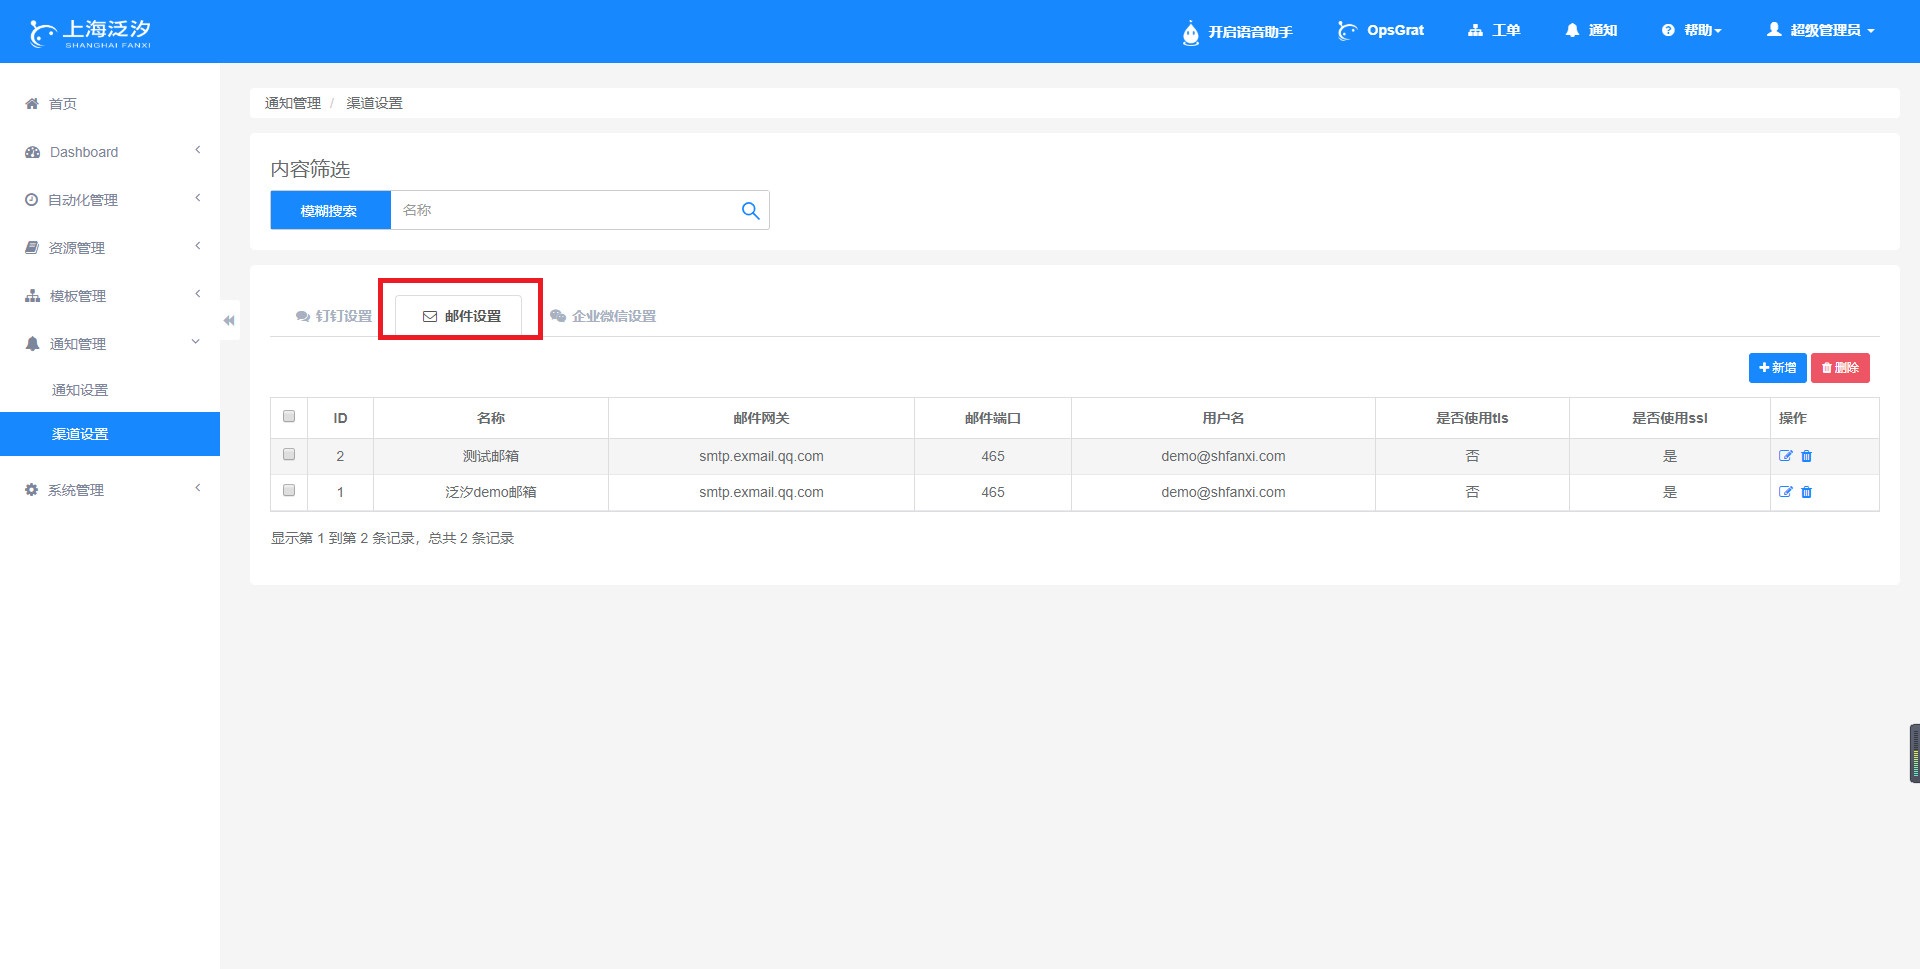 上海泛汐
SHANGHAI FANXI
开启语音助手
OpsGrat
工单
通知
帮助
超级管理员
首页
Dashboard
自动化管理
资源管理
模板管理
通知管理
通知设置
渠道设置
系统管理
通知管理 / 渠道设置
内容筛选
模糊搜索 名称
钉钉设置 邮件设置 企业微信设置
新增 删除
ID 名称 邮件网关 邮件端口 用户名 是否使用tls 是否使用ssl 操作
2 测试邮箱 smtp.exmail.qq.com 465 demo@shfanxi.com 否 是
1 泛汐demo邮箱 smtp.exmail.qq.com 465 demo@shfanxi.com 否 是
显示第 1 到第 2 条记录，总共 2 条记录